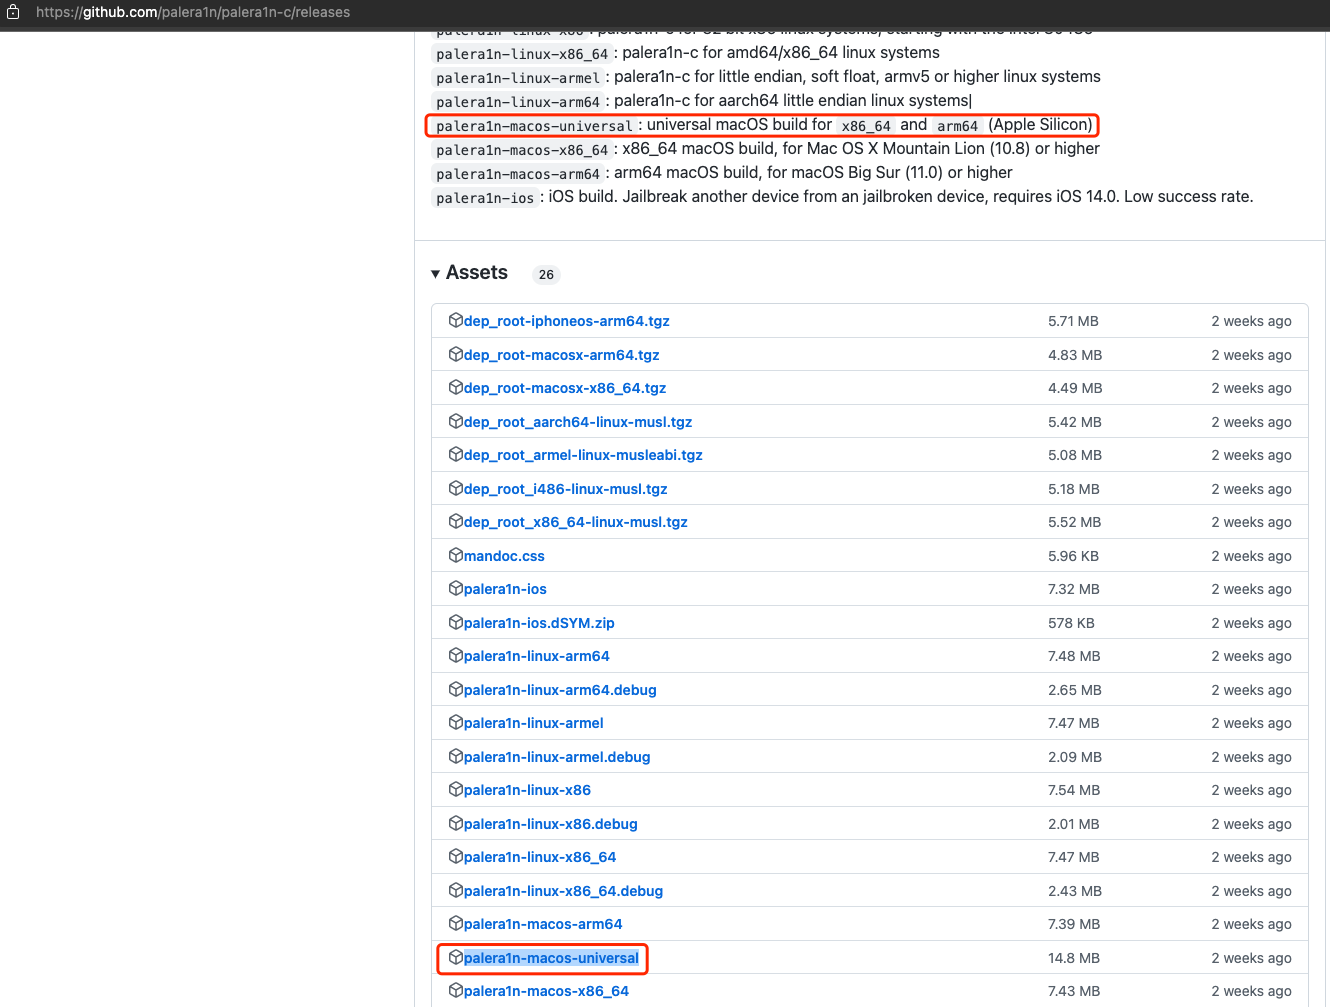 https://github.com/palera1n/palera1n-c/releases
palera1n-linux-x86_64 : palera1n-c for amd64/x86_64 linux systems
palera1n-linux-armel : palera1n-c for little endian, soft float, armv5 or higher linux systems
palera1n-linux-arm64 : palera1n-c for aarch64 little endian linux systems|
palera1n-macos-universal : universal macOS build for x86_64 and arm64 (Apple Silicon)
palera1n-macos-x86_64 : x86_64 macOS build, for Mac OS X Mountain Lion (10.8) or higher
palera1n-macos-arm64 : arm64 macOS build, for macOS Big Sur (11.0) or higher
palera1n-ios : iOS build. Jailbreak another device from an jailbroken device, requires iOS 14.0. Low success rate.
Assets 26
dep_root-iphoneos-arm64.tgz 5.71 MB 2 weeks ago
dep_root-macosx-arm64.tgz 4.83 MB 2 weeks ago
dep_root-macosx-x86_64.tgz 4.49 MB 2 weeks ago
dep_root_aarch64-linux-musl.tgz 5.42 MB 2 weeks ago
dep_root_armel-linux-musleabi.tgz 5.08 MB 2 weeks ago
dep_root_i486-linux-musl.tgz 5.18 MB 2 weeks ago
dep_root_x86_64-linux-musl.tgz 5.52 MB 2 weeks ago
mandoc.css 5.96 KB 2 weeks ago
palera1n-ios 7.32 MB 2 weeks ago
palera1n-ios.dSYM.zip 578 KB 2 weeks ago
palera1n-linux-arm64 7.48 MB 2 weeks ago
palera1n-linux-arm64.debug 2.65 MB 2 weeks ago
palera1n-linux-armel 7.47 MB 2 weeks ago
palera1n-linux-armel.debug 2.09 MB 2 weeks ago
palera1n-linux-x86 7.54 MB 2 weeks ago
palera1n-linux-x86.debug 2.01 MB 2 weeks ago
palera1n-linux-x86_64 7.47 MB 2 weeks ago
palera1n-linux-x86_64.debug 2.43 MB 2 weeks ago
palera1n-macos-arm64 7.39 MB 2 weeks ago
palera1n-macos-universal 14.8 MB 2 weeks ago
palera1n-macos-x86_64 7.43 MB 2 weeks ago